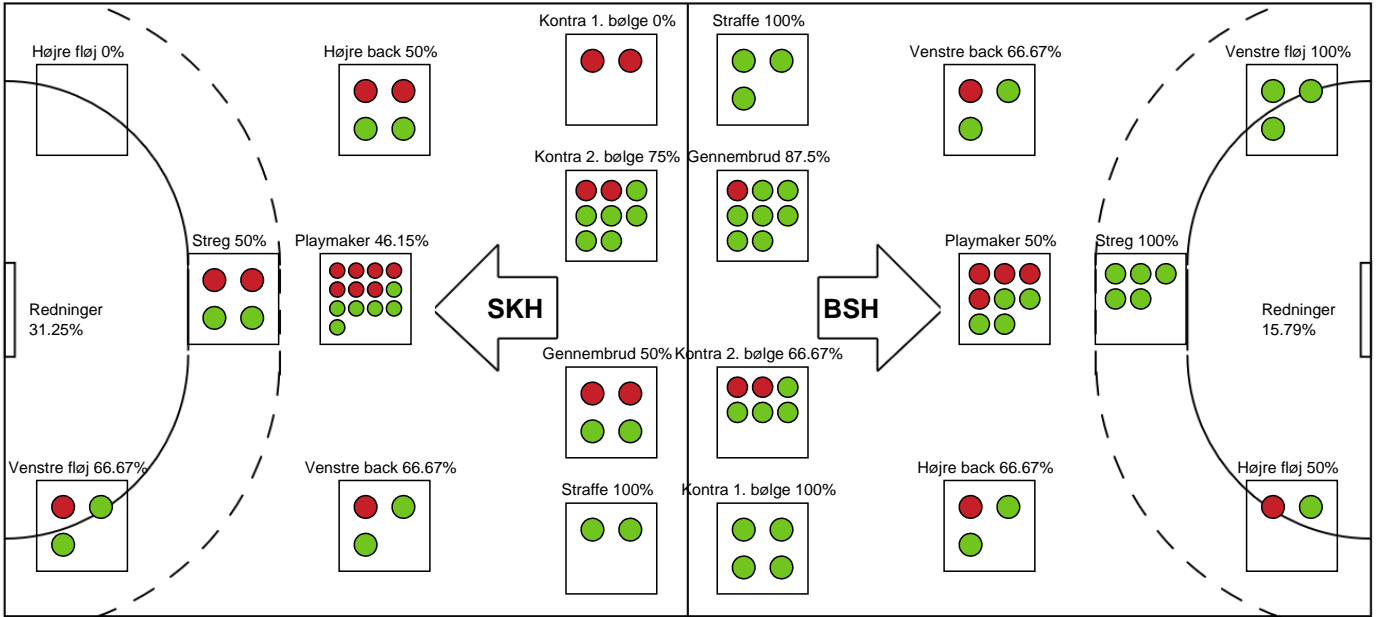 Kontra 1. bølge 0%
Straffe 100%
Højre fløj 0%
Højre back 50%
Venstre back 66.67%
Venstre fløj 100%
Kontra 2. bølge 75%
Gennembrud 87.5%
Streg 50%
Playmaker 46.15%
Playmaker 50%
Streg 100%
Redninger
31.25%
SKH
BSH
Redninger
15.79%
Gennembrud 50%
Kontra 2. bølge 66.67%
Venstre fløj 66.67%
Venstre back 66.67%
Højre back 66.67%
Højre fløj 50%
Straffe 100%
Kontra 1. bølge 100%